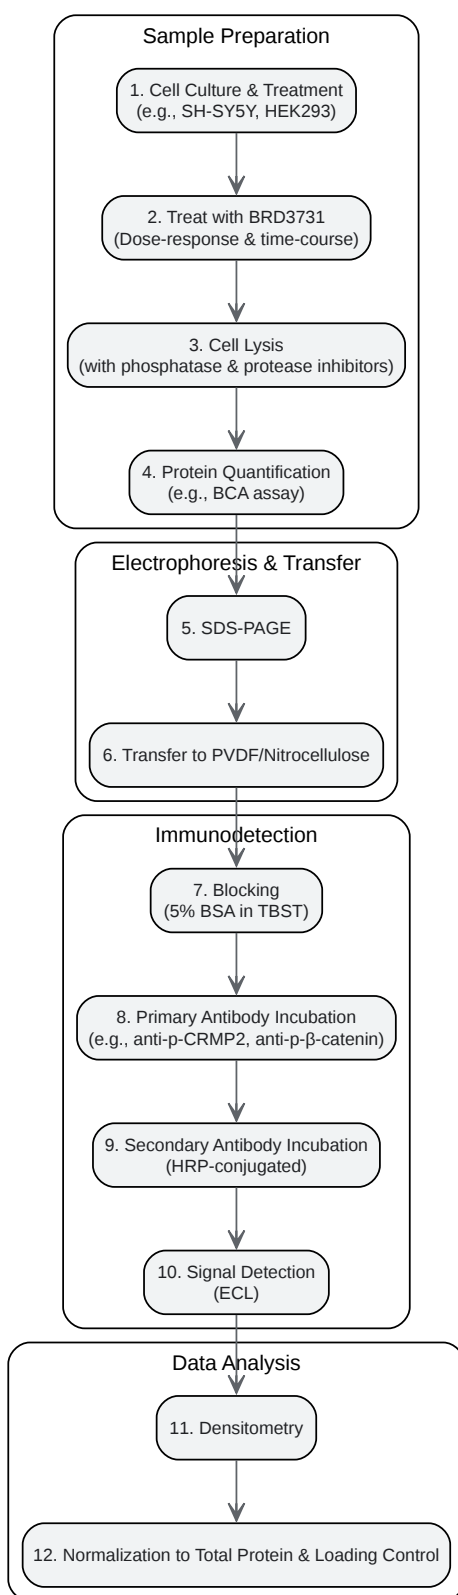 Sample Preparation
1. Cell Culture & Treatment
(e.g., SH-SY5Y, HEK293)
2. Treat with BRD3731
(Dose-response & time-course)
3. Cell Lysis
(with phosphatase & protease inhibitors)
4. Protein Quantification
(e.g., BCA assay)
Electrophoresis & Transfer
5. SDS-PAGE
6. Transfer to PVDF/Nitrocellulose
Immunodetection
7. Blocking
(5% BSA in TBST)
8. Primary Antibody Incubation
(e.g., anti-p-CRMP2, anti-p-β-catenin)
9. Secondary Antibody Incubation
(HRP-conjugated)
10. Signal Detection
(ECL)
Data Analysis
11. Densitometry
12. Normalization to Total Protein & Loading Control